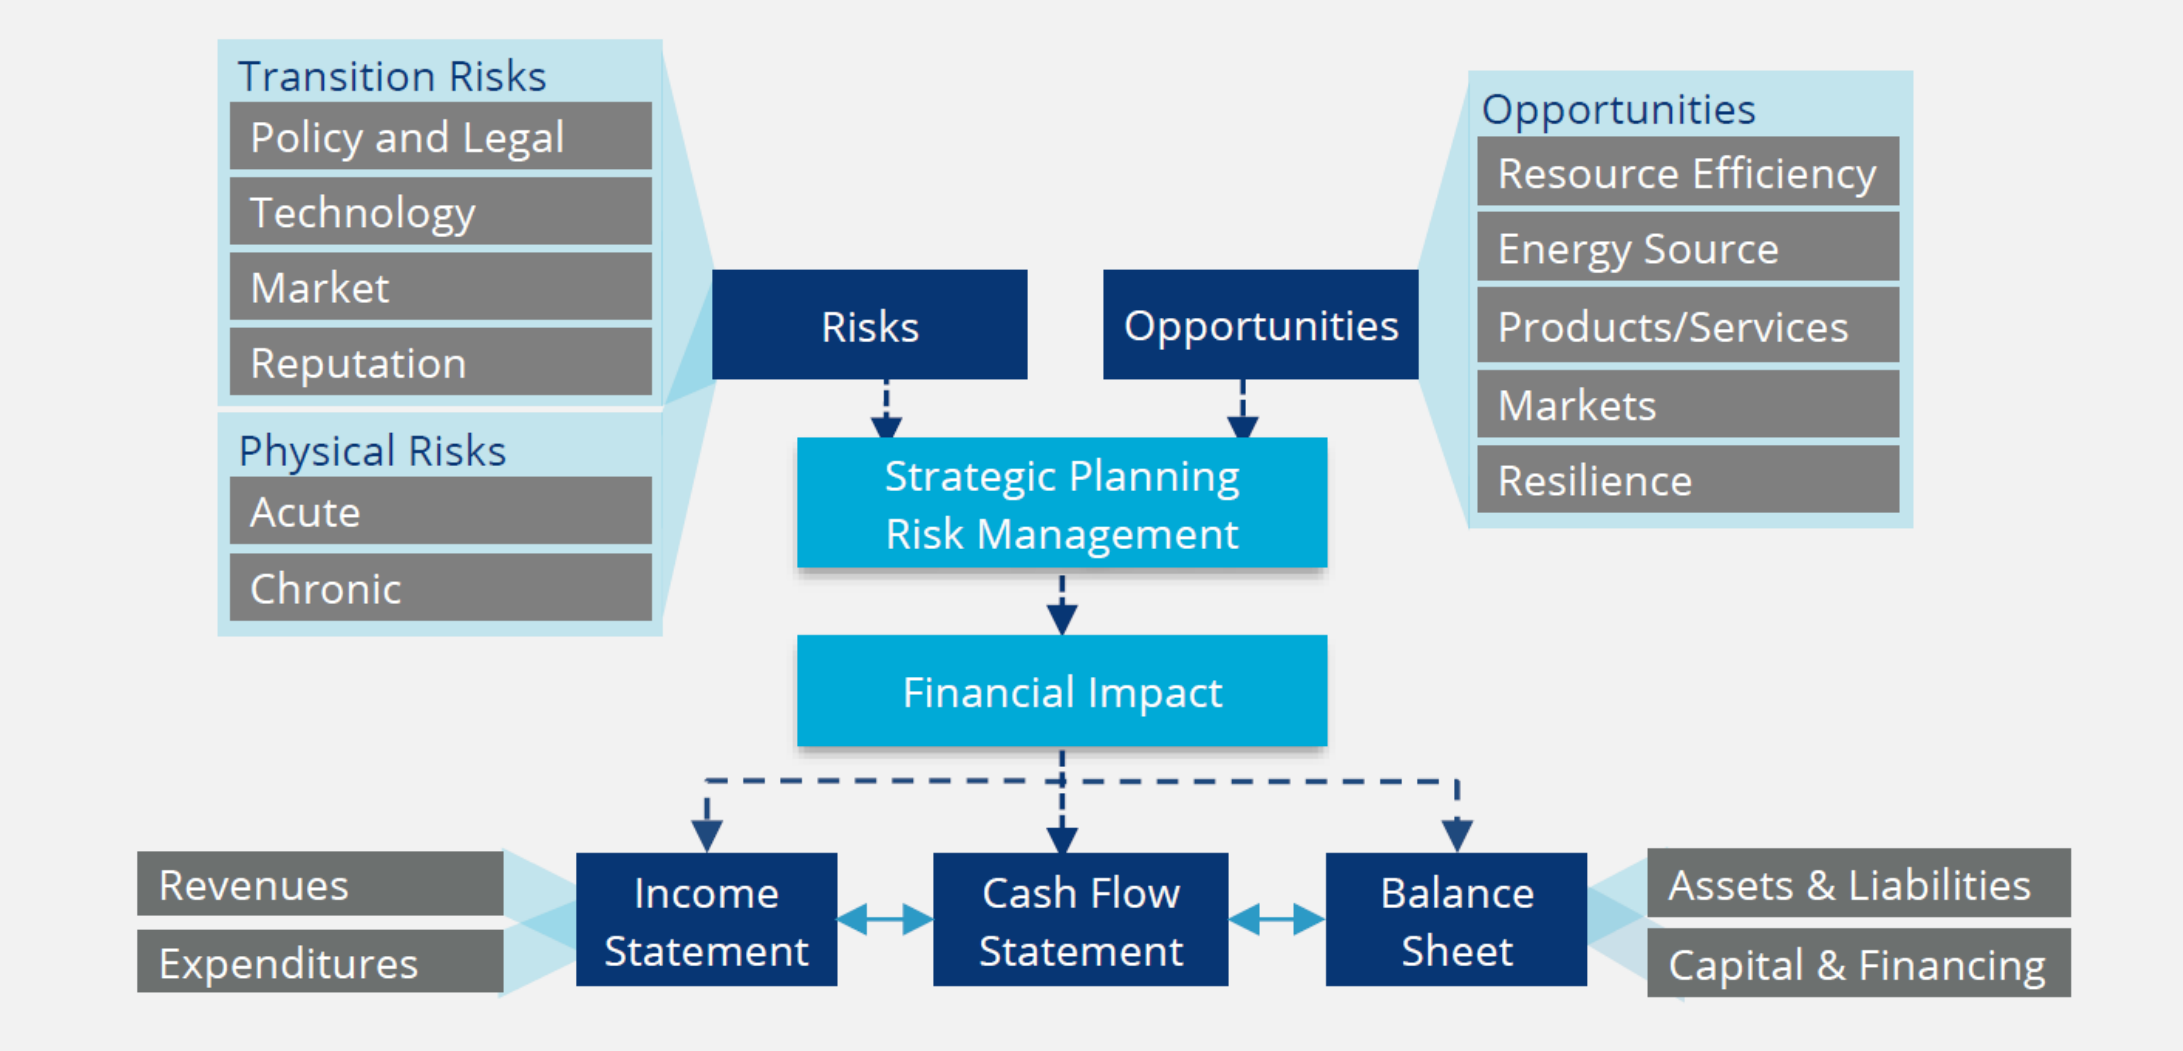 Transition Risks
Policy and Legal
Technology
Market
Reputation
Physical Risks
Acute
Chronic
Risks
Opportunities
Opportunities
Resource Efficiency
Energy Source
Products/Services
Markets
Resilience
Strategic Planning
Risk Management
Financial Impact
Revenues
Expenditures
Income
Statement
Cash Flow
Statement
Balance
Sheet
Assets & Liabilities
Capital & Financing